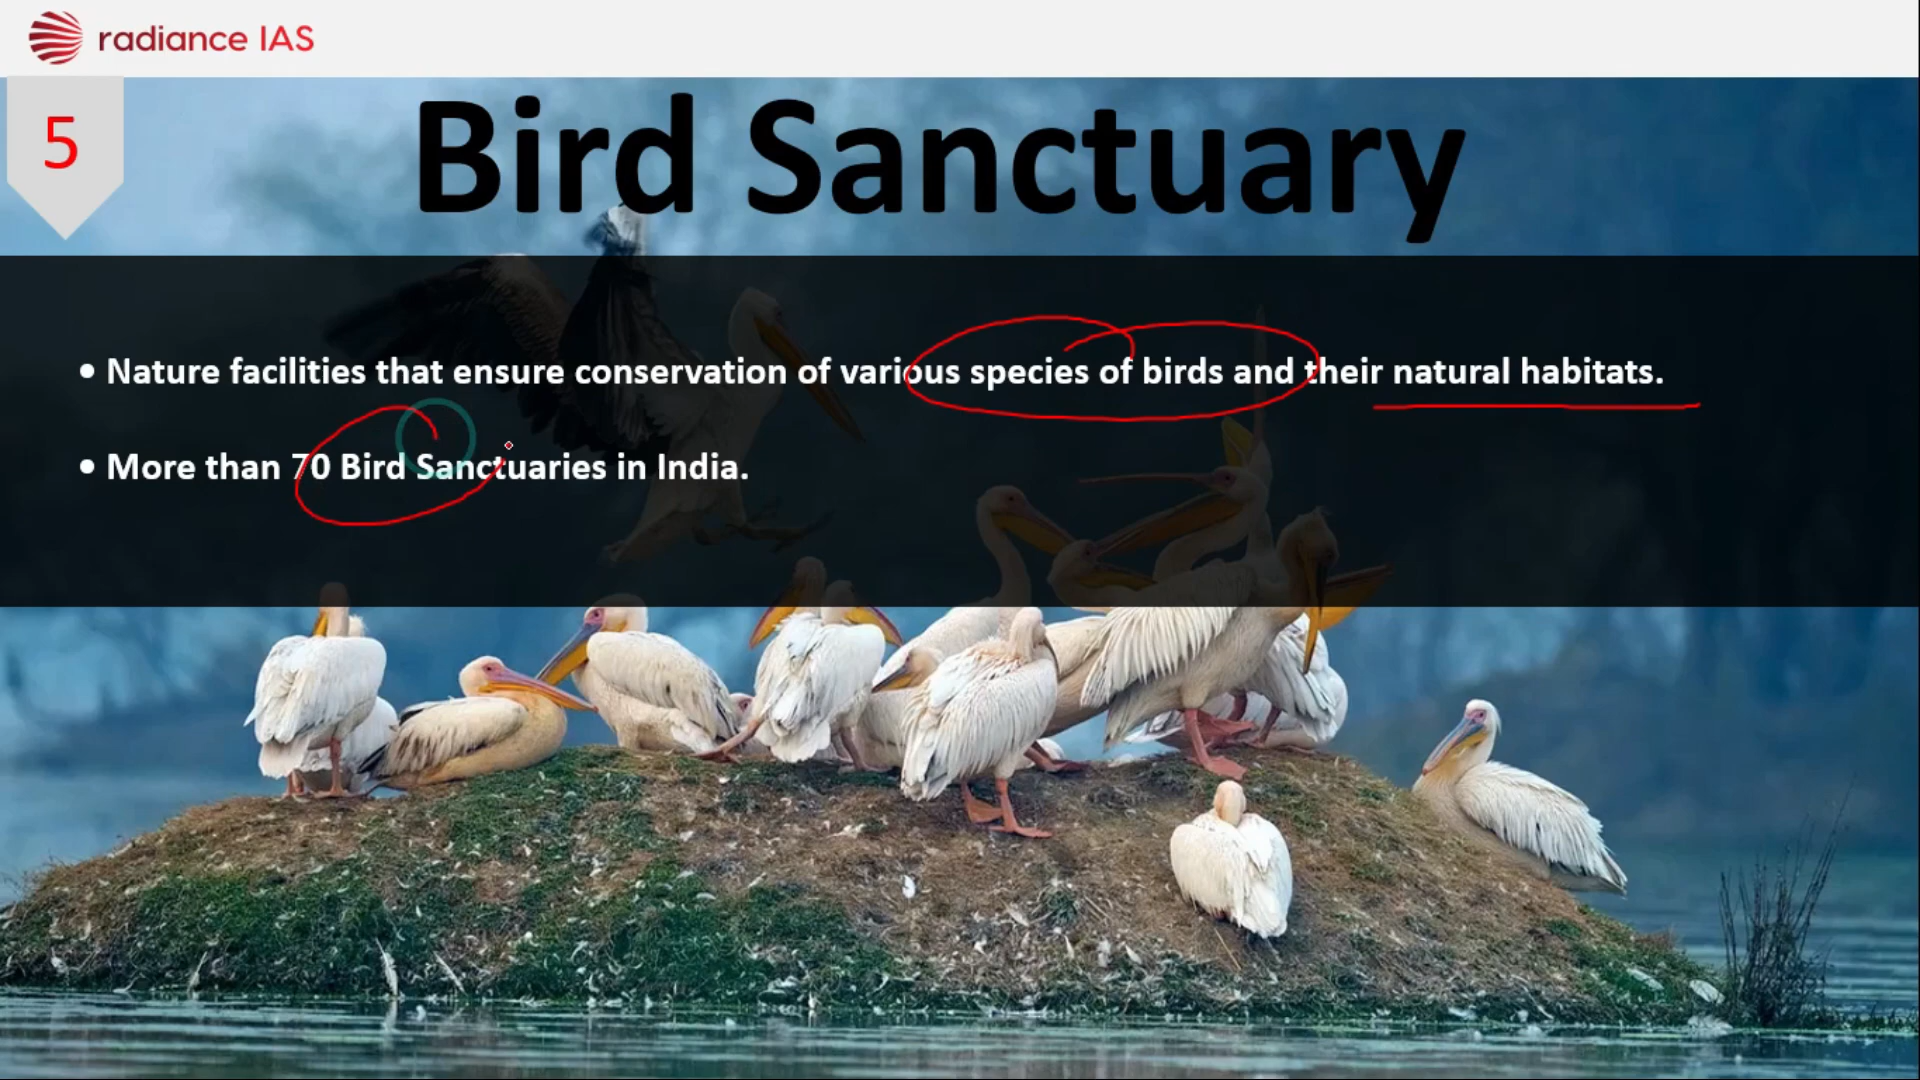 radiance IAS
5
Bird Sanctuary
• Nature facilities that ensure conservation of various species of birds and their natural habitats.
• More than 70 Bird Sanctuaries in India.